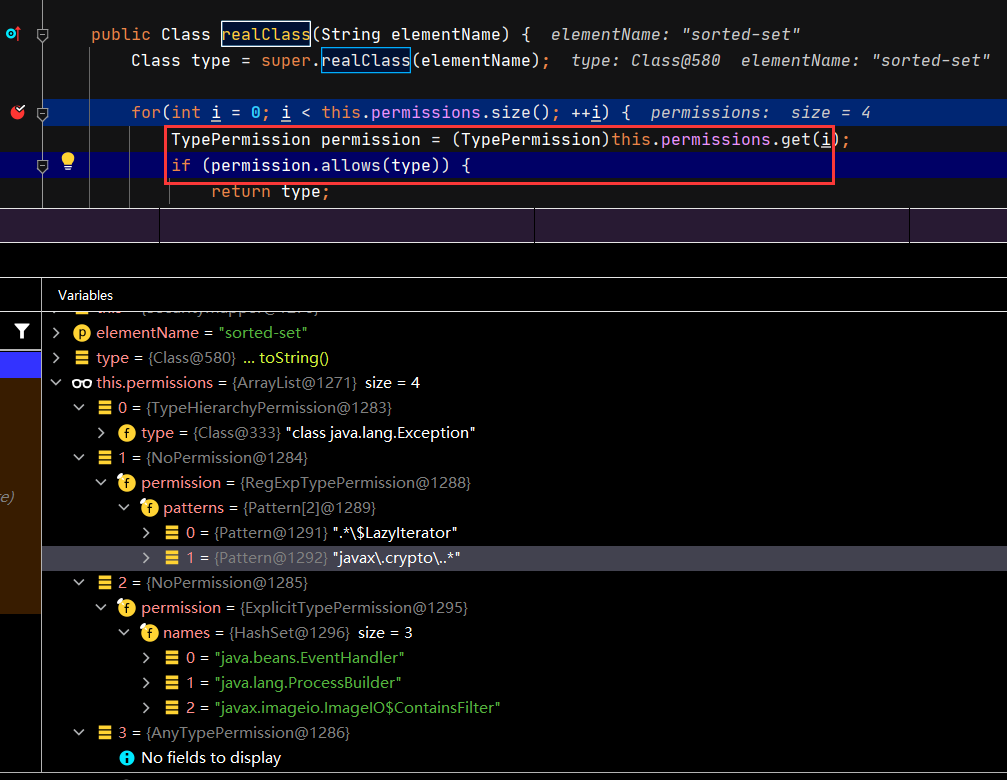 public Class realClass(String elementName) { elementName: "sorted-set"
Class type = super.realClass(elementName); type: Class@580 elementName: "sorted-set"
for(int i = 0; i < this.permissions.size(); ++i) { permissions: size = 4
TypePermission permission = (TypePermission)this.permissions.get(i);
if (permission.allows(type)) {
return type;
Variables
p elementName = "sorted-set"
type = {Class@580} ... toString()
this.permissions = {ArrayList@1271} size = 4
0 = {TypeHierarchyPermission@1283}
f type = {Class@333} "class java.lang.Exception"
1 = {NoPermission@1284}
f permission = {RegExpTypePermission@1288}
f patterns = {Pattern[2]@1289}
0 = {Pattern@1291} ".*\$LazyIterator"
1 = {Pattern@1292} "javax\.crypto\..*"
2 = {NoPermission@1285}
f permission = {ExplicitTypePermission@1295}
f names = {HashSet@1296} size = 3
0 = "java.beans.EventHandler"
1 = "java.lang.ProcessBuilder"
2 = "javax.imageio.ImageIO$ContainsFilter"
3 = {AnyTypePermission@1286}
No fields to display